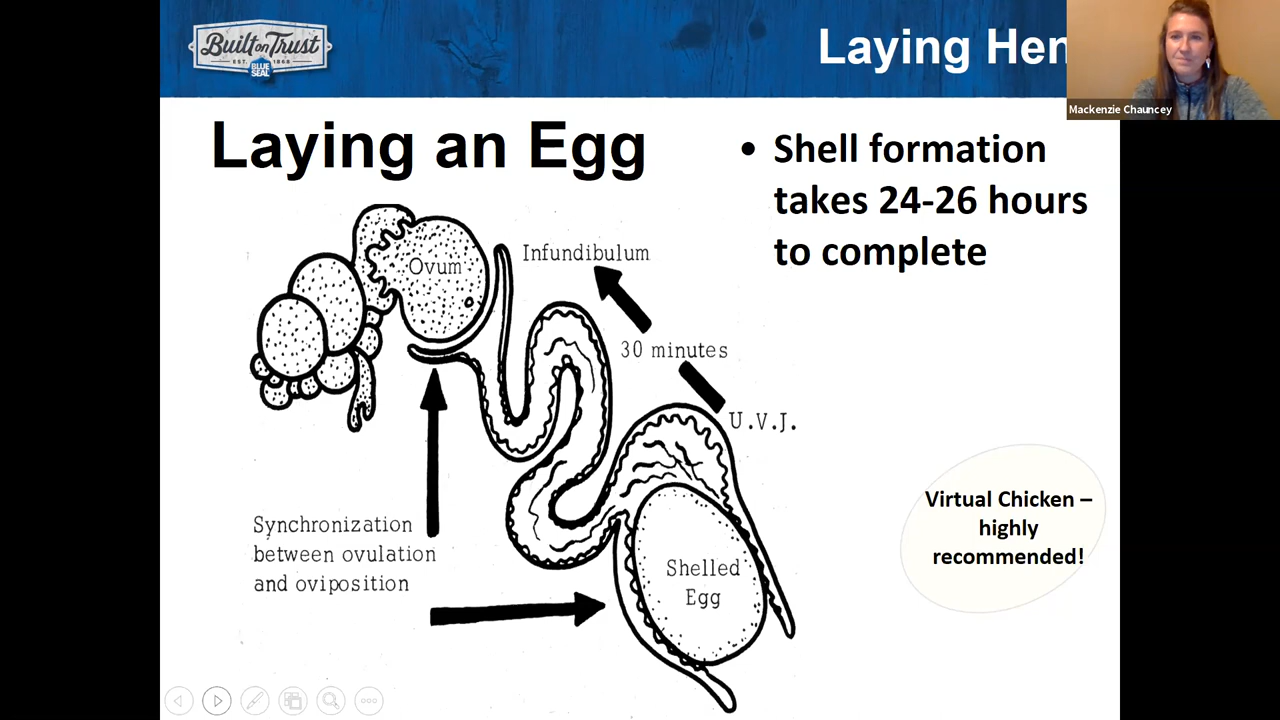 Built on Trust
EST. 1868
BLUE
SEAL
Laying Hen
Mackenzie Chauncey
Laying an Egg
• Shell formation
takes 24-26 hours
to complete
Ovum
Infundibulum
30 minutes
U.V.J.
Synchronization
between ovulation
and oviposition
Shelled
Egg
Virtual Chicken –
highly
recommended!